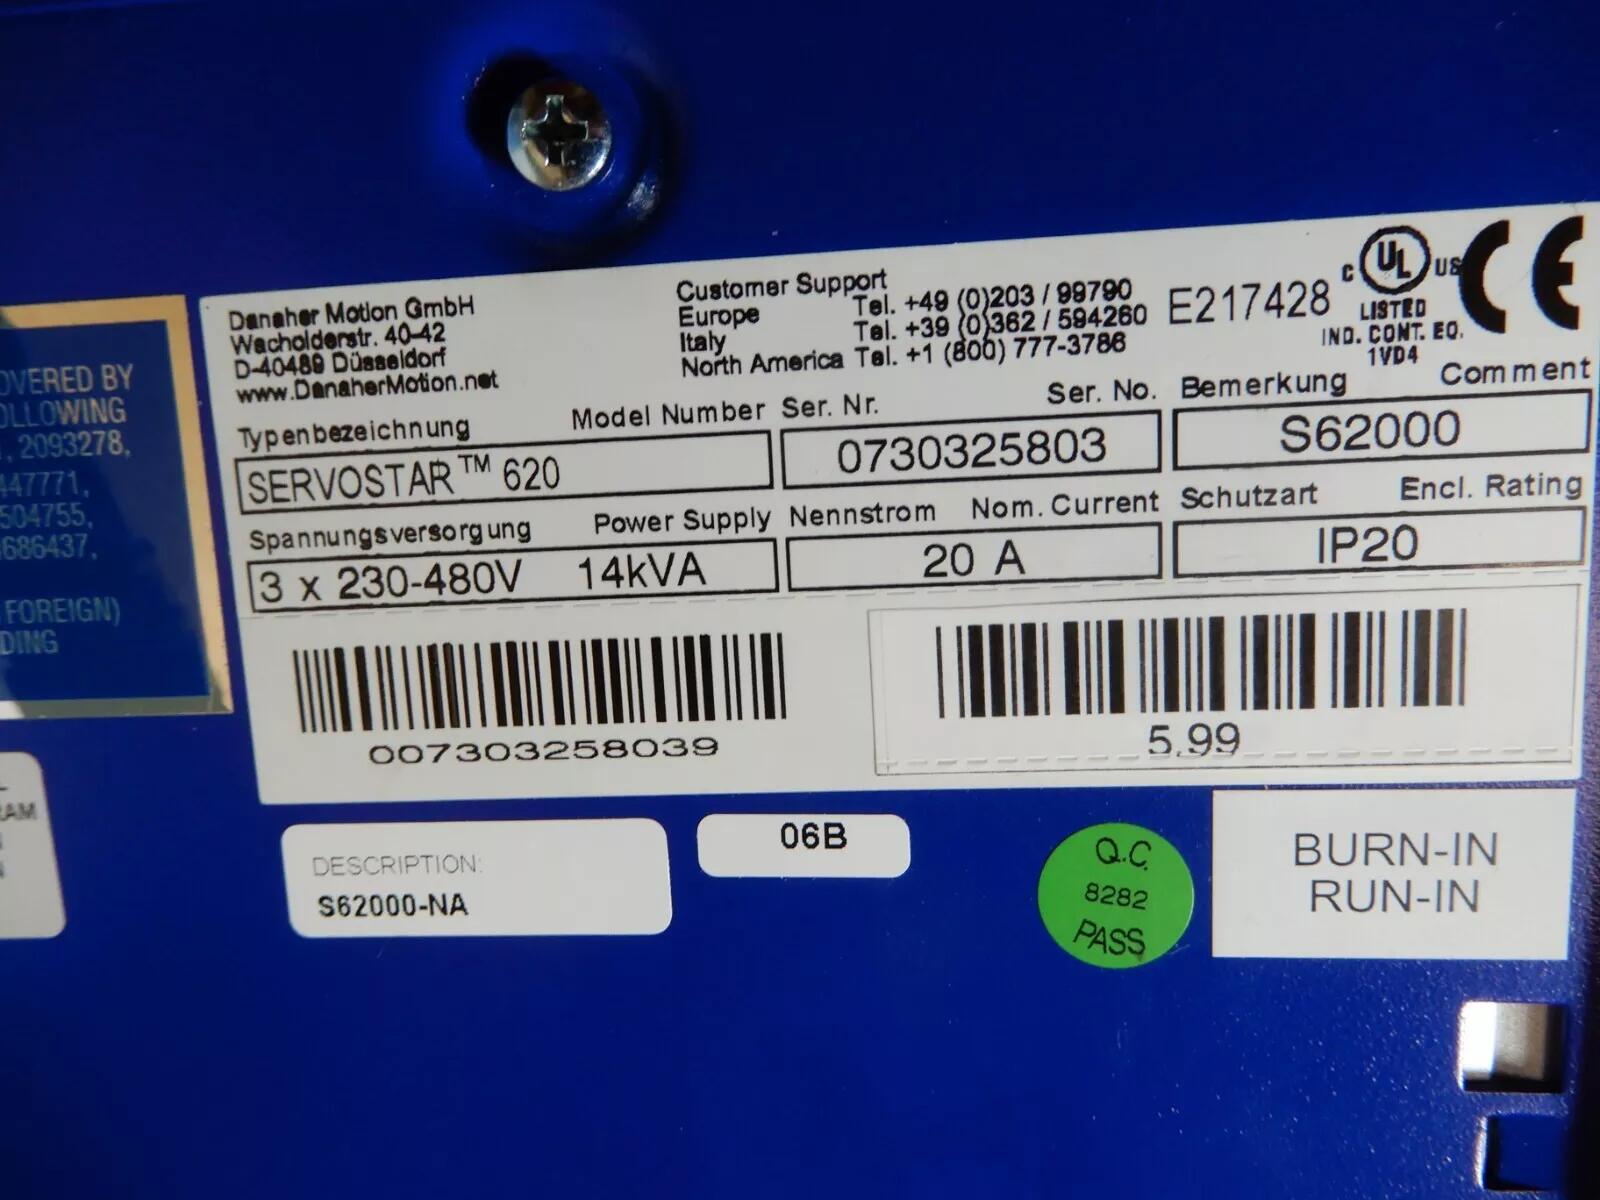 Danaher Motion GmbH
Wacholderstr. 40-42
D-40489 Düsseldorf
www.DanaherMotion.net
Customer Support
Europe Tel. +49 (0)203 / 99790
Italy Tel. +39 (0)362 / 594260
North America Tel. +1 (800) 777-3786
E217428
C UL US
LISTED
IND. CONT. EQ.
1VD4
CE
Typenbezeichnung Model Number
SERVOSTAR™ 620
Ser. Nr. Ser. No.
0730325803
Bemerkung Comment
S62000
Spannungsversorgung Power Supply
3 x 230-480V 14kVA
Nennstrom Nom. Current
20 A
Schutzart Encl. Rating
IP20
007303258039
5.99
OVERED BY
OLLOWING
, 2093278,
447771,
504755,
686437,
FOREIGN)
DING
AM
DESCRIPTION:
S62000-NA
06B
Q.C.
8282
PASS
BURN-IN
RUN-IN